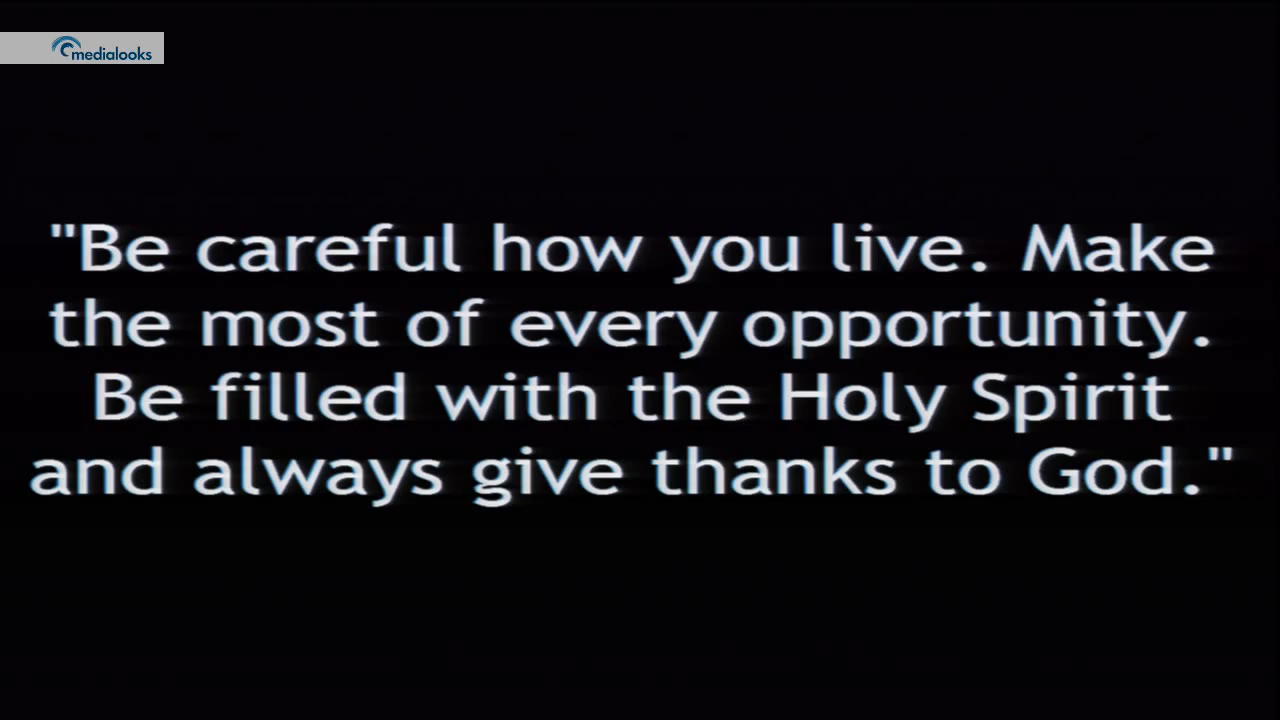 medialooks
"Be careful how you live. Make
the most of every opportunity.
Be filled with the Holy Spirit
and always give thanks to God."